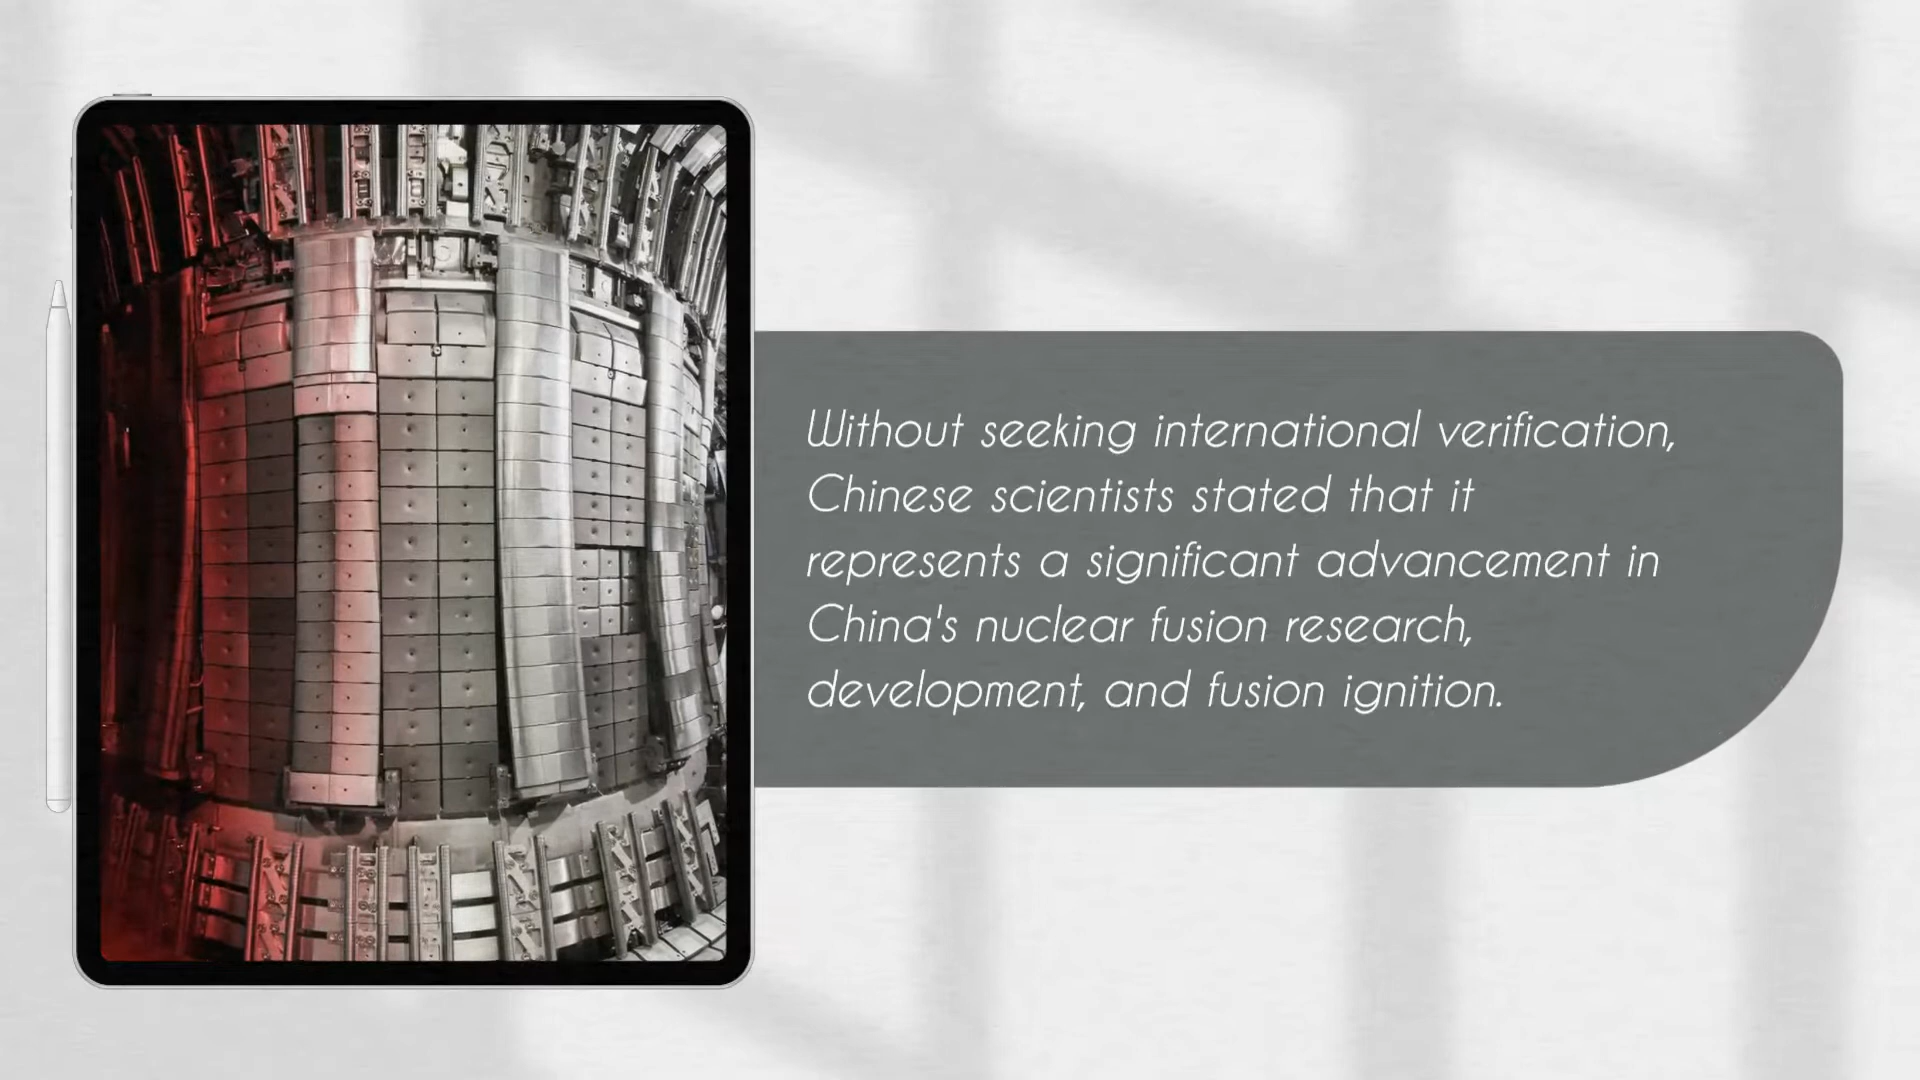 Without seeking international verification,
Chinese scientists stated that it
represents a significant advancement in
China's nuclear fusion research,
development, and fusion ignition.